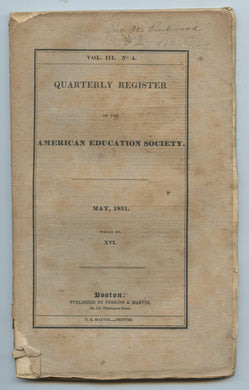 VOL. III. Nº 4.
QUARTERLY REGISTER
OF THE
AMERICAN EDUCATION SOCIETY.
MAY, 1831.
WHOLE NO.
XVI.
Boston:
PUBLISHED BY PERKINS & MARVIN,
No. 114, Washington Street.
T. R. MARVIN,—PRINTER.